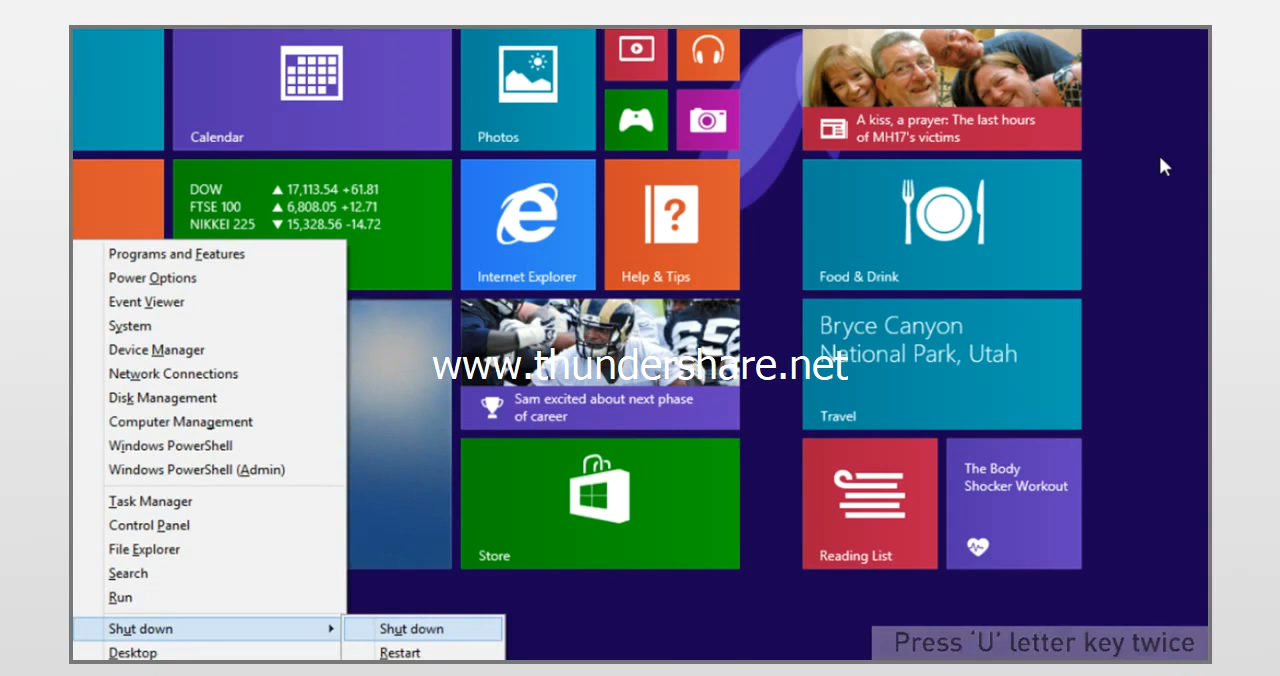 Calendar
Photos
A kiss, a prayer: The last hours
of MH17's victims
DOW ▲ 17,113.54 +61.81
FTSE 100 ▲ 6,808.05 +12.71
NIKKEI 225 ▼ 15,328.56 -14.72
Internet Explorer
Help & Tips
Food & Drink
Programs and Features
Power Options
Event Viewer
System
Device Manager
Network Connections
Disk Management
Computer Management
Windows PowerShell
Windows PowerShell (Admin)
Task Manager
Control Panel
File Explorer
Search
Run
Shut down
Desktop
Shut down
Restart
www.thundershare.net
Sam excited about next phase
of career
Store
Bryce Canyon
National Park, Utah
Travel
Reading List
The Body
Shocker Workout
Press ‘U’ letter key twice